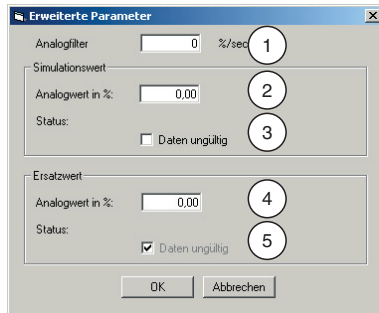 Erweiterte Parameter
Analogfilter 0 %/sec 1
Simulationswert
Analogwert in %: 0,00 2
Status:
Daten ungültig 3
Ersatzwert
Analogwert in %: 0,00 4
Status:
Daten ungültig 5
OK Abbrechen